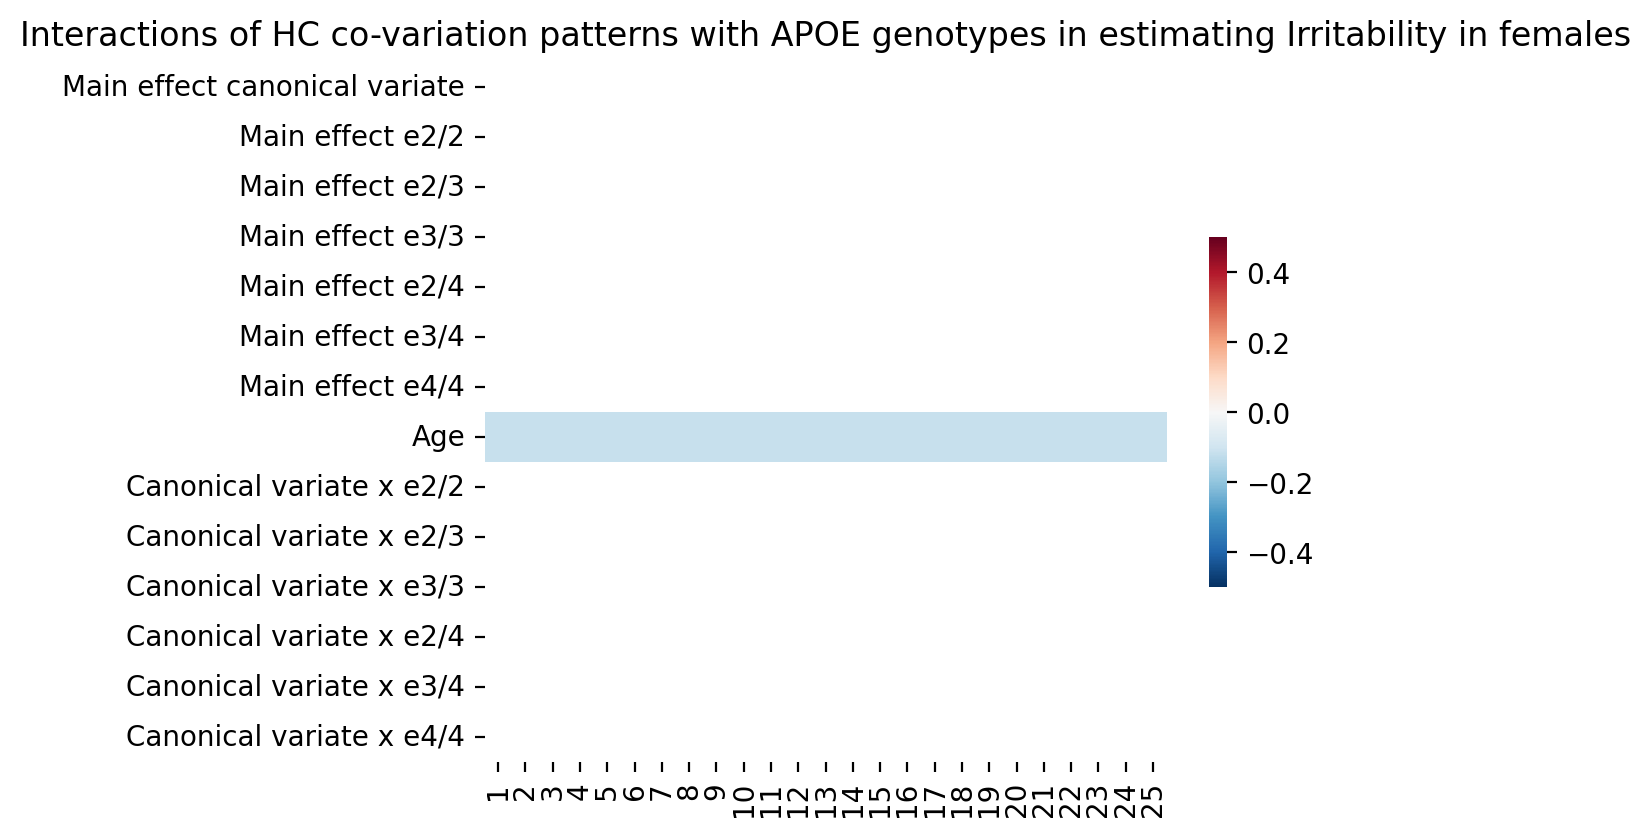 Interactions of HC co-variation patterns with APOE genotypes in estimating Irritability in females
Main effect canonical variate
Main effect e2/2
Main effect e2/3
Main effect e3/3
Main effect e2/4
Main effect e3/4
Main effect e4/4
Age
Canonical variate x e2/2
Canonical variate x e2/3
Canonical variate x e3/3
Canonical variate x e2/4
Canonical variate x e3/4
Canonical variate x e4/4
1 2 3 4 5 6 7 8 9 10 11 12 13 14 15 16 17 18 19 20 21 22 23 24 25
0.4
0.2
0.0
−0.2
−0.4